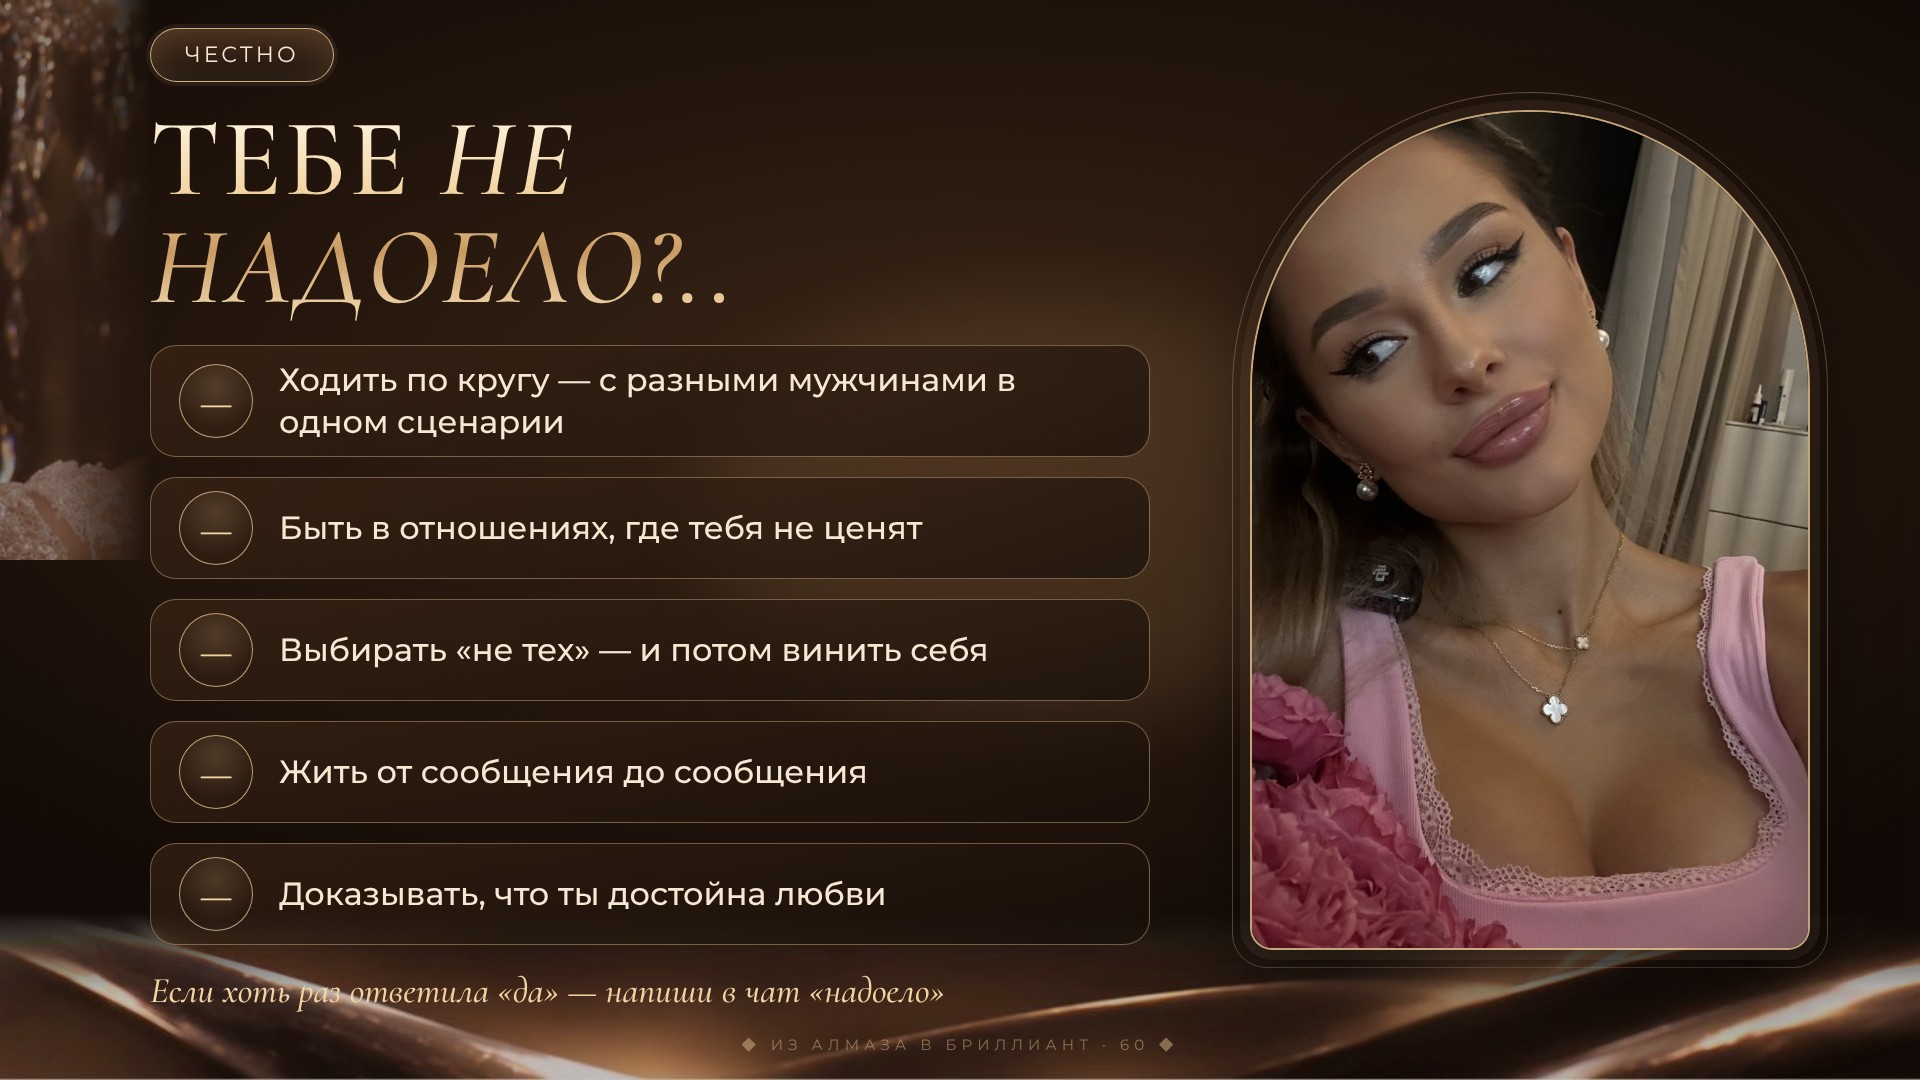 ЧЕСТНО
ТЕБЕ НЕ
НАДОЕЛО?..
— Ходить по кругу — с разными мужчинами в
одном сценарии
— Быть в отношениях, где тебя не ценят
— Выбирать «не тех» — и потом винить себя
— Жить от сообщения до сообщения
— Доказывать, что ты достойна любви
Если хоть раз ответила «да» — напиши в чат «надоело»
◆ ИЗ АЛМАЗА В БРИЛЛИАНТ · 60 ◆